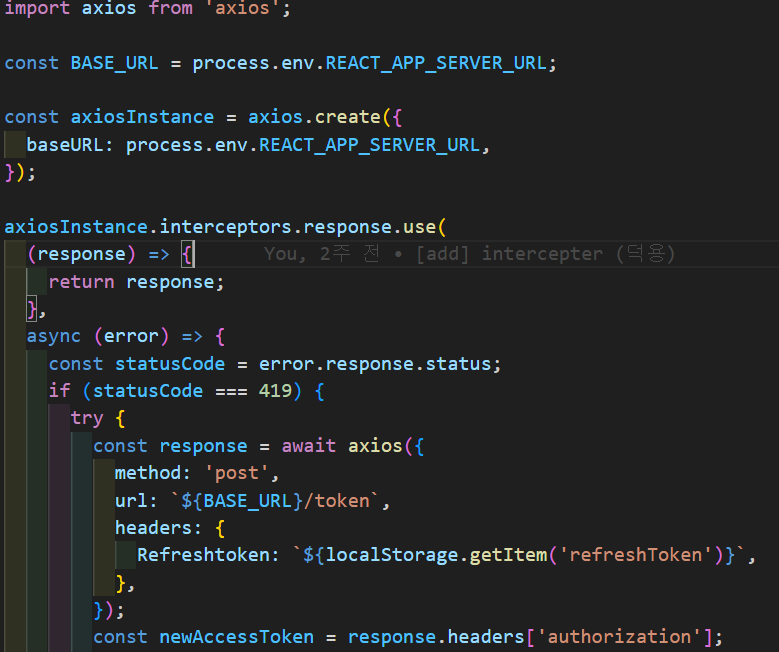 import axios from 'axios';
const BASE_URL = process.env.REACT_APP_SERVER_URL;
const axiosInstance = axios.create({
baseURL: process.env.REACT_APP_SERVER_URL,
});
axiosInstance.interceptors.response.use(
(response) => { You, 2주 전 • [add] intercepter (덕용)
return response;
},
async (error) => {
const statusCode = error.response.status;
if (statusCode === 419) {
try {
const response = await axios({
method: 'post',
url: `${BASE_URL}/token`,
headers: {
Refreshtoken: `${localStorage.getItem('refreshToken')}`,
},
});
const newAccessToken = response.headers['authorization'];